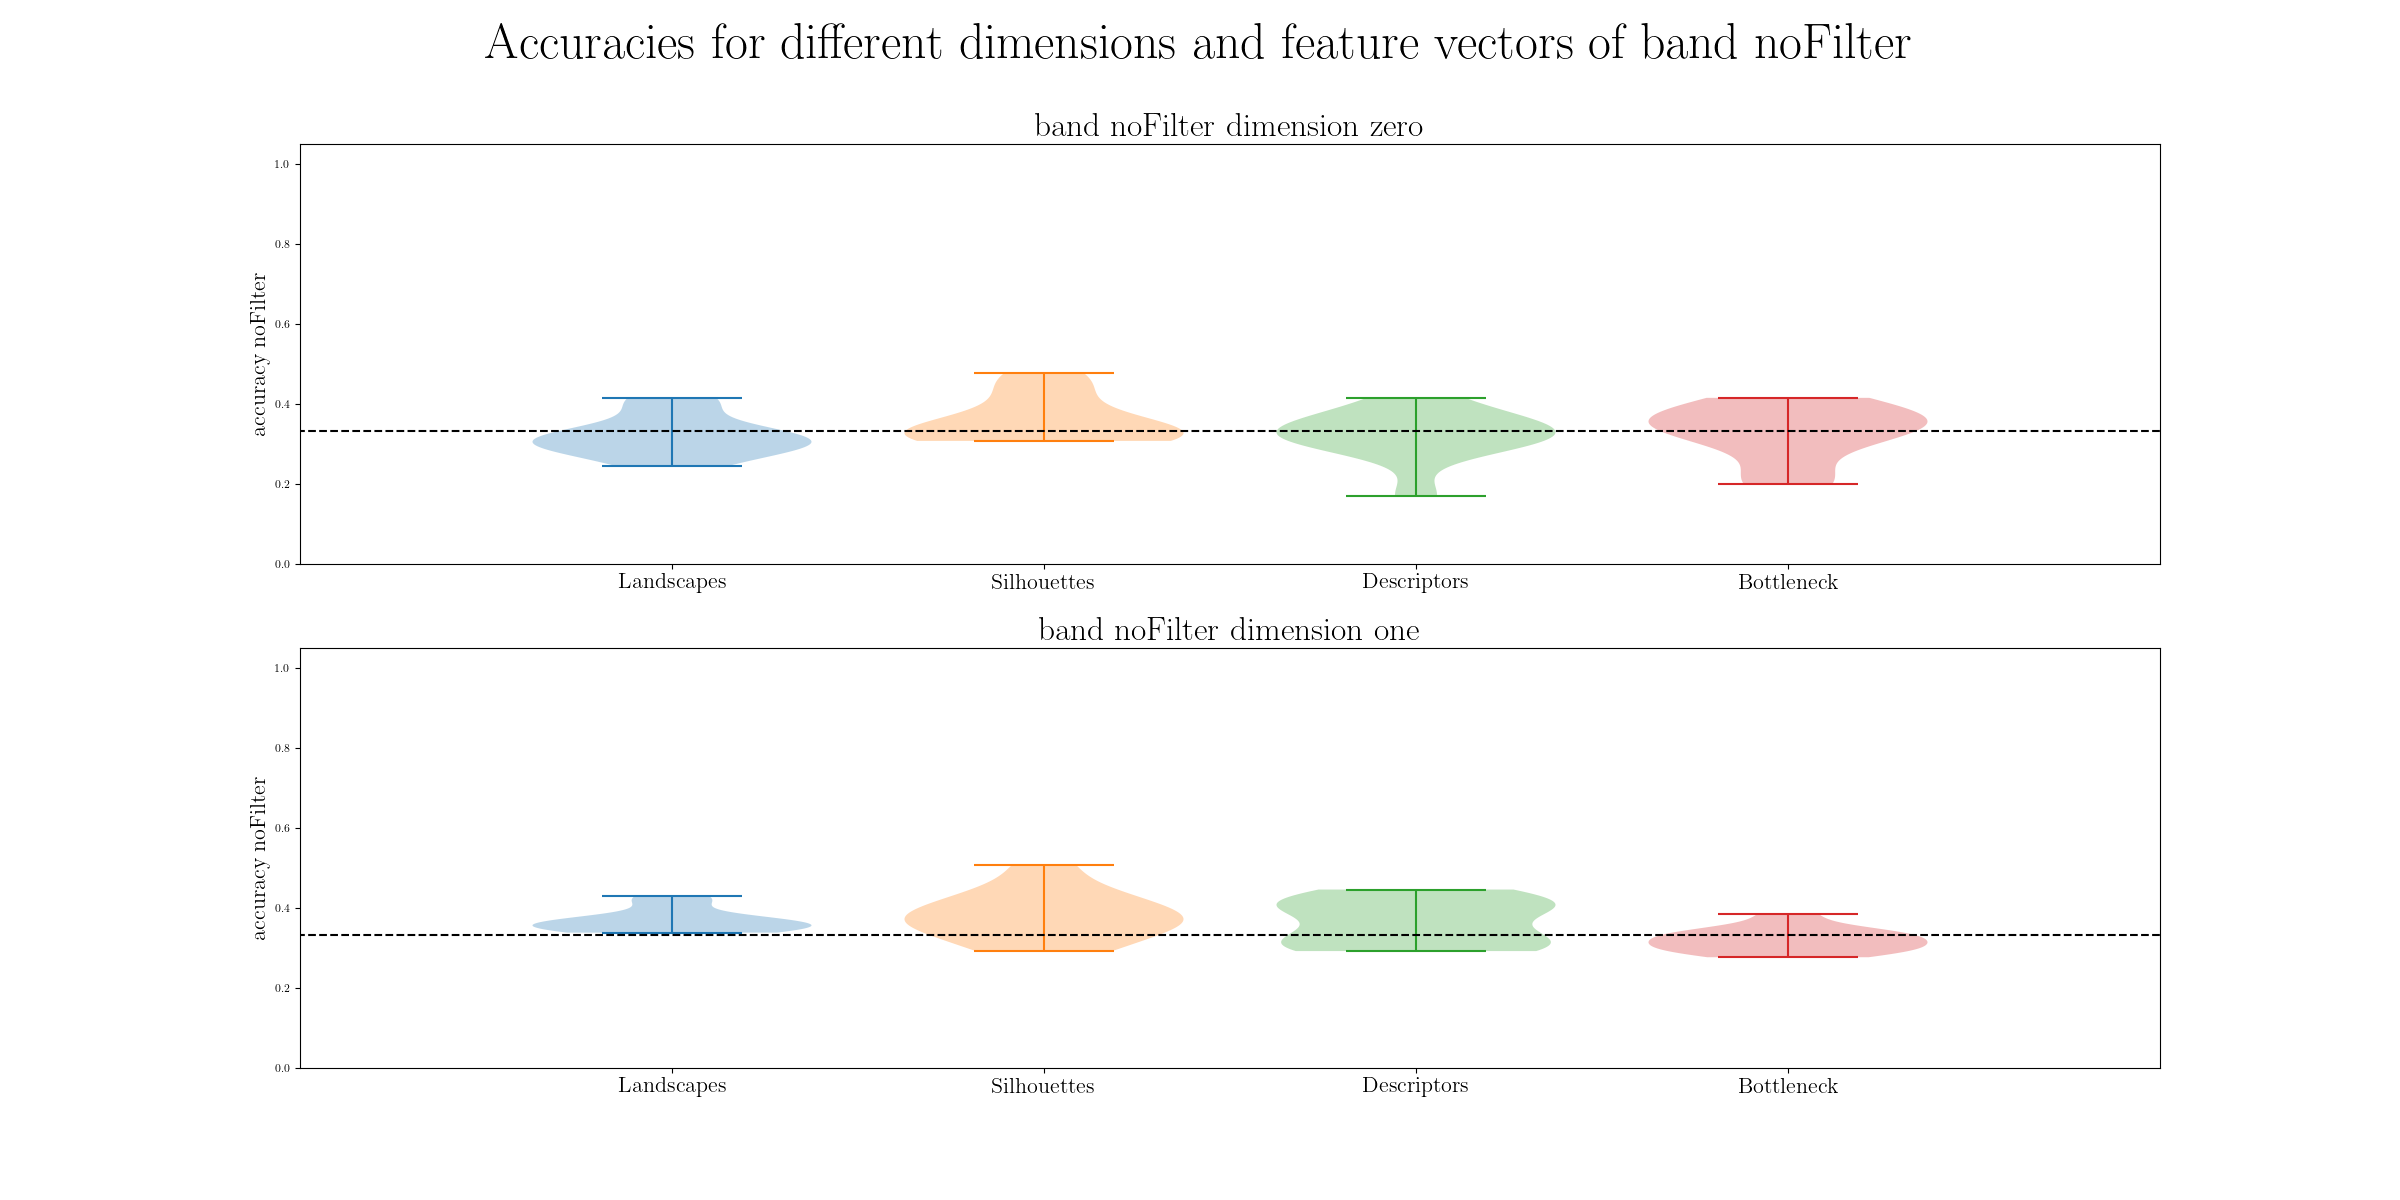 Accuracies for different dimensions and feature vectors of band noFilter
band noFilter dimension zero
accuracy noFilter
1.0
0.8
0.6
0.4
0.2
0.0
Landscapes Silhouettes Descriptors Bottleneck
band noFilter dimension one
accuracy noFilter
1.0
0.8
0.6
0.4
0.2
0.0
Landscapes Silhouettes Descriptors Bottleneck